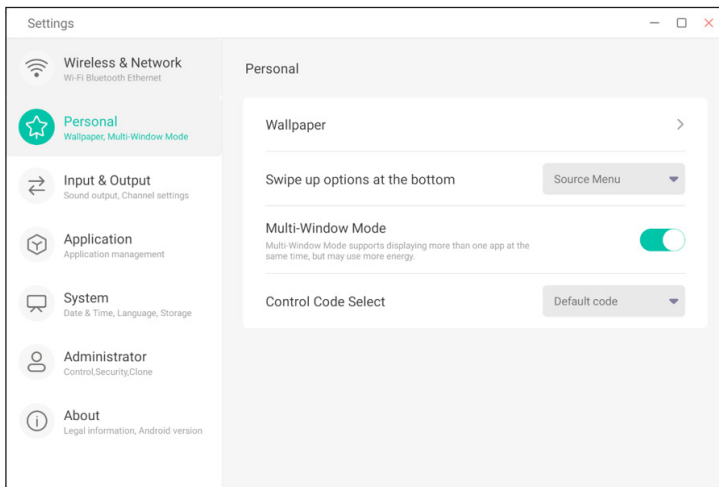 Settings
Wireless & Network
Wi-Fi Bluetooth Ethernet
Personal
Wallpaper, Multi-Window Mode
Input & Output
Sound output, Channel settings
Application
Application management
System
Date & Time, Language, Storage
Administrator
Control,Security,Clone
About
Legal information, Android version
Personal
Wallpaper
Swipe up options at the bottom
Source Menu
Multi-Window Mode
Multi-Window Mode supports displaying more than one app at the
same time, but may use more energy.
Control Code Select
Default code